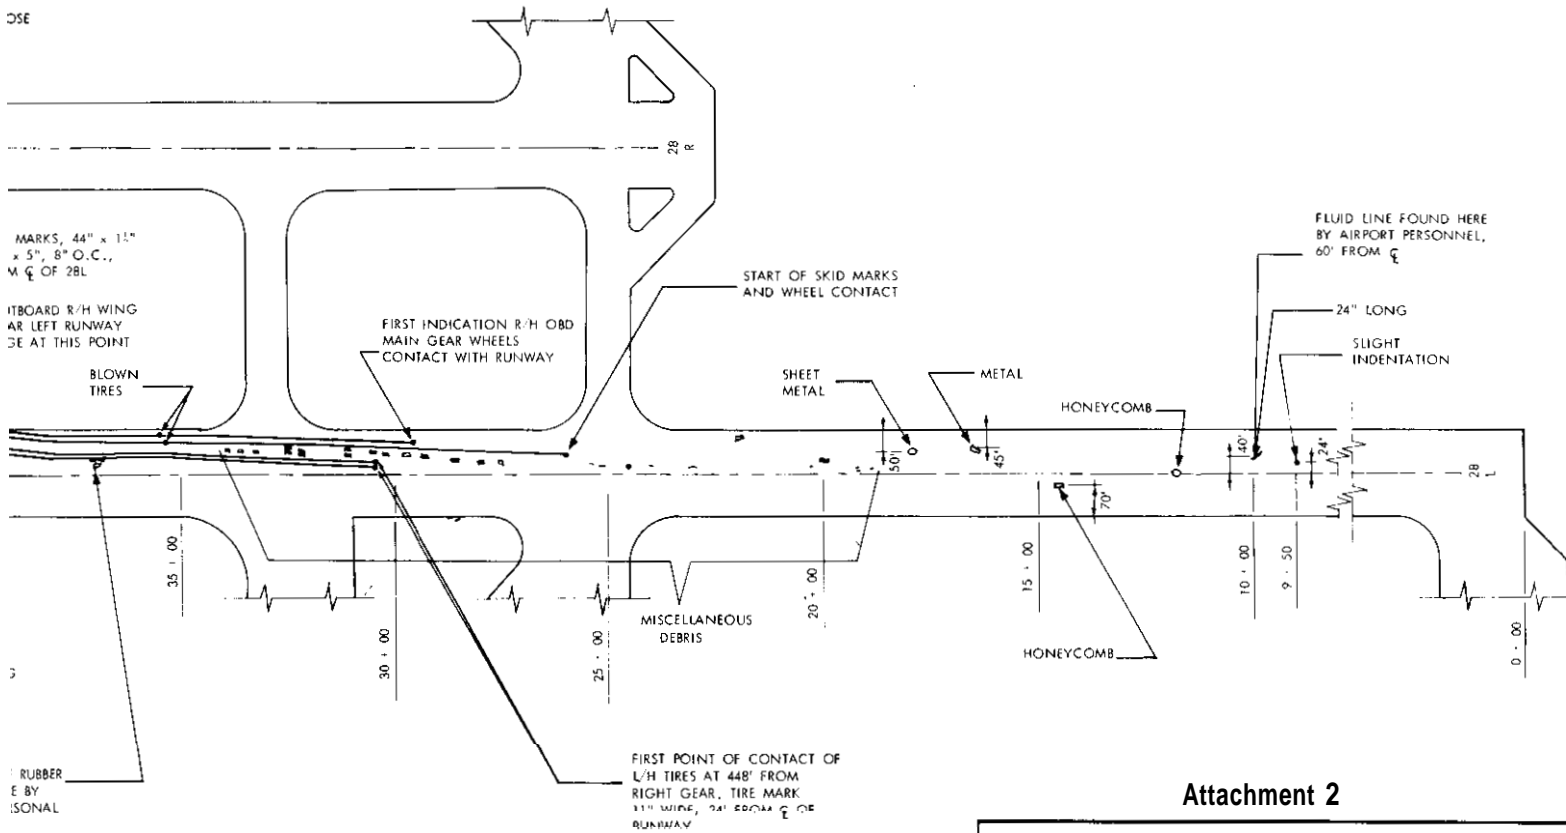 OSE
28
R
MARKS, 44" x 1½"
x 5", 8" O.C.,
M ℄ OF 28L
TBOARD R/H WING
AR LEFT RUNWAY
GE AT THIS POINT
BLOWN
TIRES
FIRST INDICATION R/H OBD
MAIN GEAR WHEELS
CONTACT WITH RUNWAY
START OF SKID MARKS
AND WHEEL CONTACT
SHEET
METAL
METAL
HONEYCOMB
FLUID LINE FOUND HERE
BY AIRPORT PERSONNEL,
60' FROM ℄
24" LONG
SLIGHT
INDENTATION
50'
45'
40'
24'
70'
28
L
35 + 00
30 + 00
25 + 00
20 + 00
15 + 00
10 + 00
9 + 50
0 + 00
MISCELLANEOUS
DEBRIS
HONEYCOMB
RUBBER
E BY
SONAL
FIRST POINT OF CONTACT OF
L/H TIRES AT 448' FROM
RIGHT GEAR, TIRE MARK
11" WIDE, 24' FROM ℄ OF
RUNWAY
Attachment 2